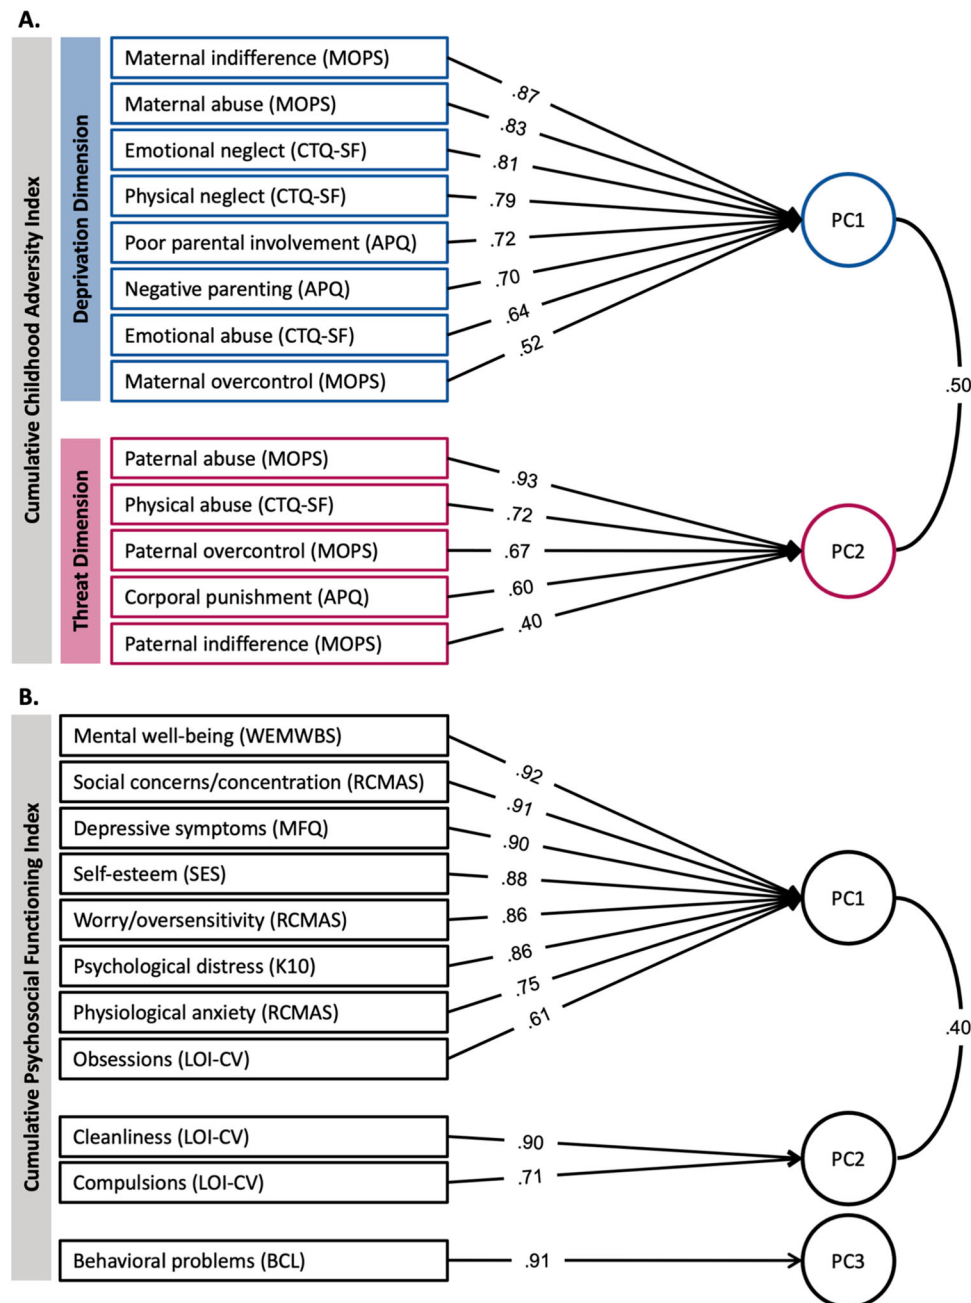 A.
Cumulative Childhood Adversity Index
Deprivation Dimension
Maternal indifference (MOPS)
.87
Maternal abuse (MOPS)
.83
Emotional neglect (CTQ-SF)
.81
Physical neglect (CTQ-SF)
.79
Poor parental involvement (APQ)
.72
Negative parenting (APQ)
.70
Emotional abuse (CTQ-SF)
.64
Maternal overcontrol (MOPS)
.52
PC1
.50
Threat Dimension
Paternal abuse (MOPS)
.93
Physical abuse (CTQ-SF)
.72
Paternal overcontrol (MOPS)
.67
Corporal punishment (APQ)
.60
Paternal indifference (MOPS)
.40
PC2
B.
Cumulative Psychosocial Functioning Index
Mental well-being (WEMWBS)
.92
Social concerns/concentration (RCMAS)
.91
Depressive symptoms (MFQ)
.90
Self-esteem (SES)
.88
Worry/oversensitivity (RCMAS)
.86
Psychological distress (K10)
.86
Physiological anxiety (RCMAS)
.75
Obsessions (LOI-CV)
.61
PC1
.40
Cleanliness (LOI-CV)
.90
Compulsions (LOI-CV)
.71
PC2
Behavioral problems (BCL)
.91
PC3